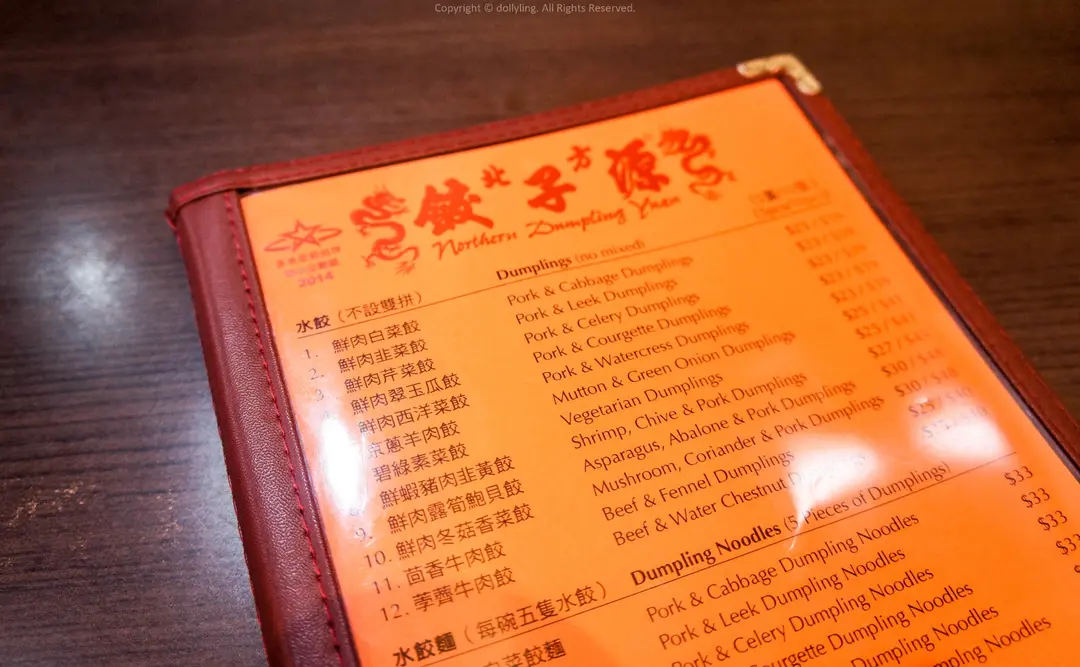 Copyright © dollyling. All Rights Reserved.
北方
餃子源
Northern Dumpling Yuan
2014
水餃（不設雙拼） Dumplings (no mixed)
1. 鮮肉白菜餃 Pork & Cabbage Dumplings
2. 鮮肉韭菜餃 Pork & Leek Dumplings
3 鮮肉芹菜餃 Pork & Celery Dumplings
鮮肉翠玉瓜餃 Pork & Courgette Dumplings
鮮肉西洋菜餃 Pork & Watercress Dumplings
京蔥羊肉餃 Mutton & Green Onion Dumplings
碧綠素菜餃 Vegetarian Dumplings
鮮蝦豬肉韭黃餃 Shrimp, Chive & Pork Dumplings
9. 鮮肉露筍鮑貝餃 Asparagus, Abalone & Pork Dumplings
10. 鮮肉冬菇香菜餃 Mushroom, Coriander & Pork Dumplings
11. 茴香牛肉餃 Beef & Fennel Dumplings
12. 荸薺牛肉餃 Beef & Water Chestnut
水餃麵（每碗五隻水餃） Dumpling Noodles (5 Pieces of Dumplings)
白菜餃麵 Pork & Cabbage Dumpling Noodles $33
Pork & Leek Dumpling Noodles $33
Pork & Celery Dumpling Noodles $33
Courgette Dumpling Noodles $33
Dumpling Noodles
Noodles